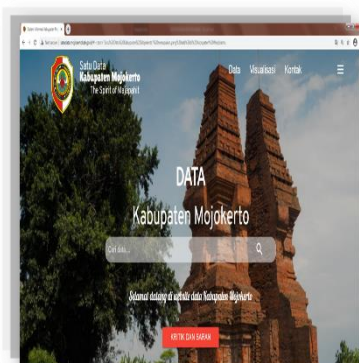 Satu Data
Kabupaten Mojokerto
The Spirit of Majapahit
Data Visualisasi Kontak
DATA
Kabupaten Mojokerto
Cari data...
Selamat datang di website data Kabupaten Mojokerto
KRITIK DAN SARAN